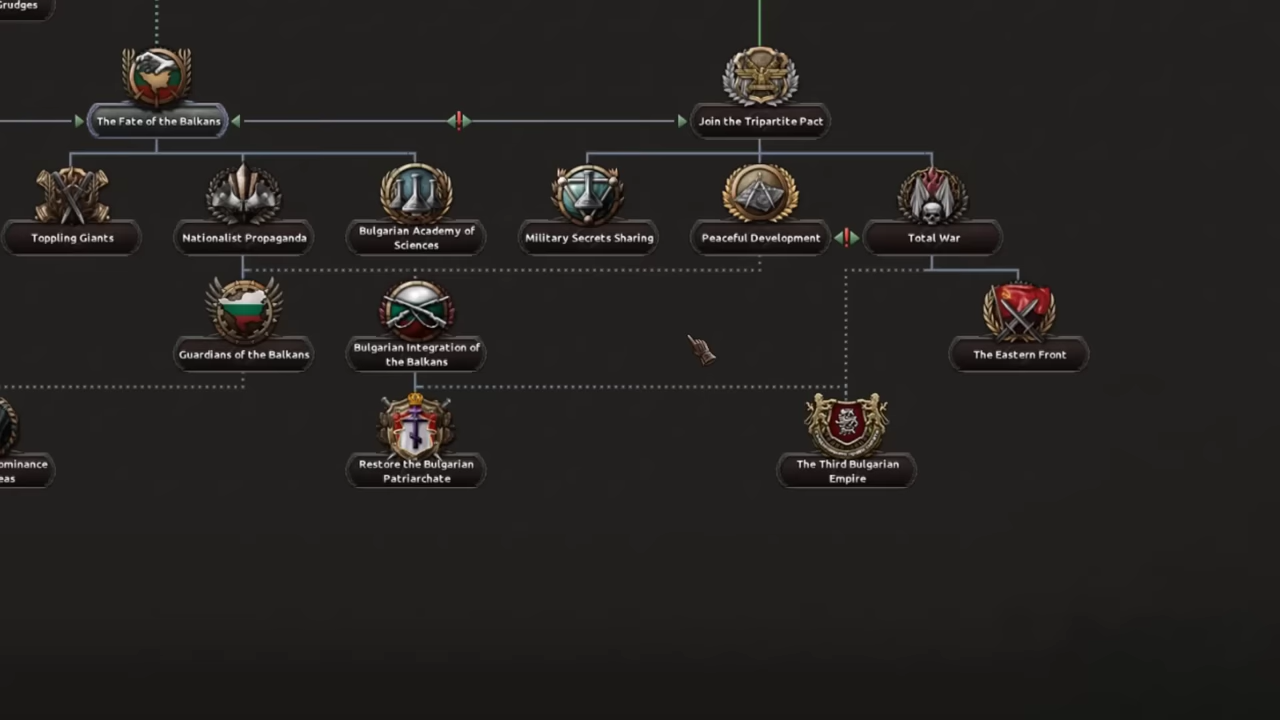 Grudges
The Fate of the Balkans
Join the Tripartite Pact
Toppling Giants
Nationalist Propaganda
Bulgarian Academy of
Sciences
Military Secrets Sharing
Peaceful Development
Total War
Guardians of the Balkans
Bulgarian Integration of
the Balkans
The Eastern Front
ominance
eas
Restore the Bulgarian
Patriarchate
The Third Bulgarian
Empire